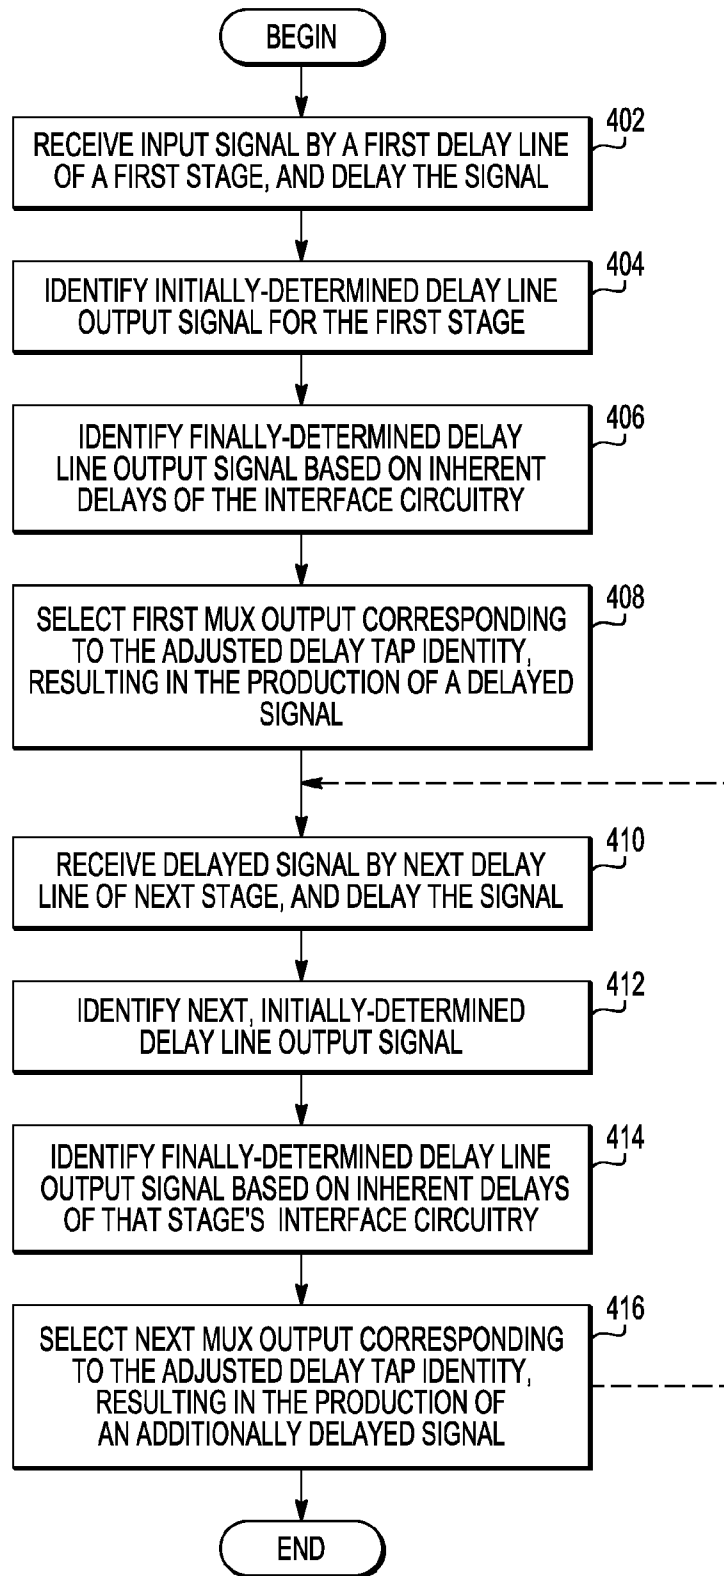 BEGIN
402
RECEIVE INPUT SIGNAL BY A FIRST DELAY LINE
OF A FIRST STAGE, AND DELAY THE SIGNAL
404
IDENTIFY INITIALLY-DETERMINED DELAY LINE
OUTPUT SIGNAL FOR THE FIRST STAGE
406
IDENTIFY FINALLY-DETERMINED DELAY
LINE OUTPUT SIGNAL BASED ON INHERENT
DELAYS OF THE INTERFACE CIRCUITRY
408
SELECT FIRST MUX OUTPUT CORRESPONDING
TO THE ADJUSTED DELAY TAP IDENTITY,
RESULTING IN THE PRODUCTION OF A DELAYED
SIGNAL
410
RECEIVE DELAYED SIGNAL BY NEXT DELAY
LINE OF NEXT STAGE, AND DELAY THE SIGNAL
412
IDENTIFY NEXT, INITIALLY-DETERMINED
DELAY LINE OUTPUT SIGNAL
414
IDENTIFY FINALLY-DETERMINED DELAY LINE
OUTPUT SIGNAL BASED ON INHERENT DELAYS
OF THAT STAGE'S INTERFACE CIRCUITRY
416
SELECT NEXT MUX OUTPUT CORRESPONDING
TO THE ADJUSTED DELAY TAP IDENTITY,
RESULTING IN THE PRODUCTION OF
AN ADDITIONALLY DELAYED SIGNAL
END